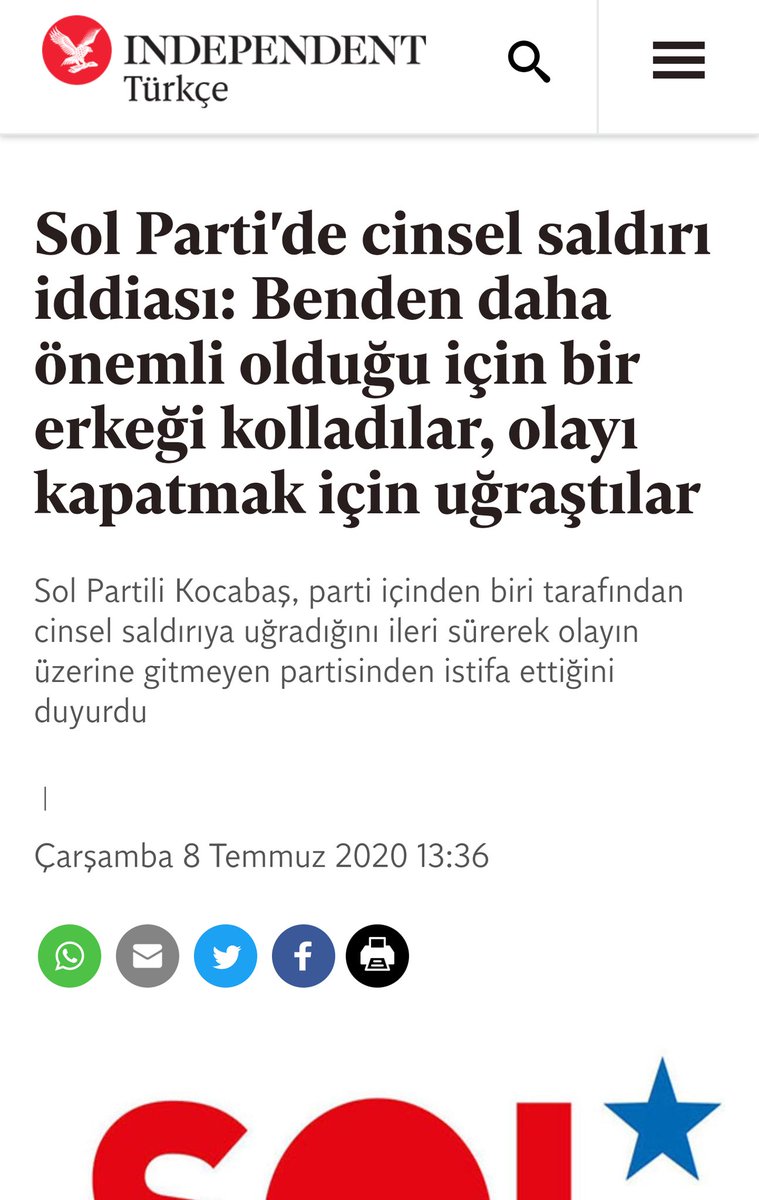 INDEPENDENT
Türkçe
Sol Parti'de cinsel saldırı
iddiası: Benden daha
önemli olduğu için bir
erkeği kolladılar, olayı
kapatmak için uğraştılar
Sol Partili Kocabaş, parti içinden biri tarafından
cinsel saldırıya uğradığını ileri sürerek olayın
üzerine gitmeyen partisinden istifa ettiğini
duyurdu
|
Çarşamba 8 Temmuz 2020 13:36
SOL